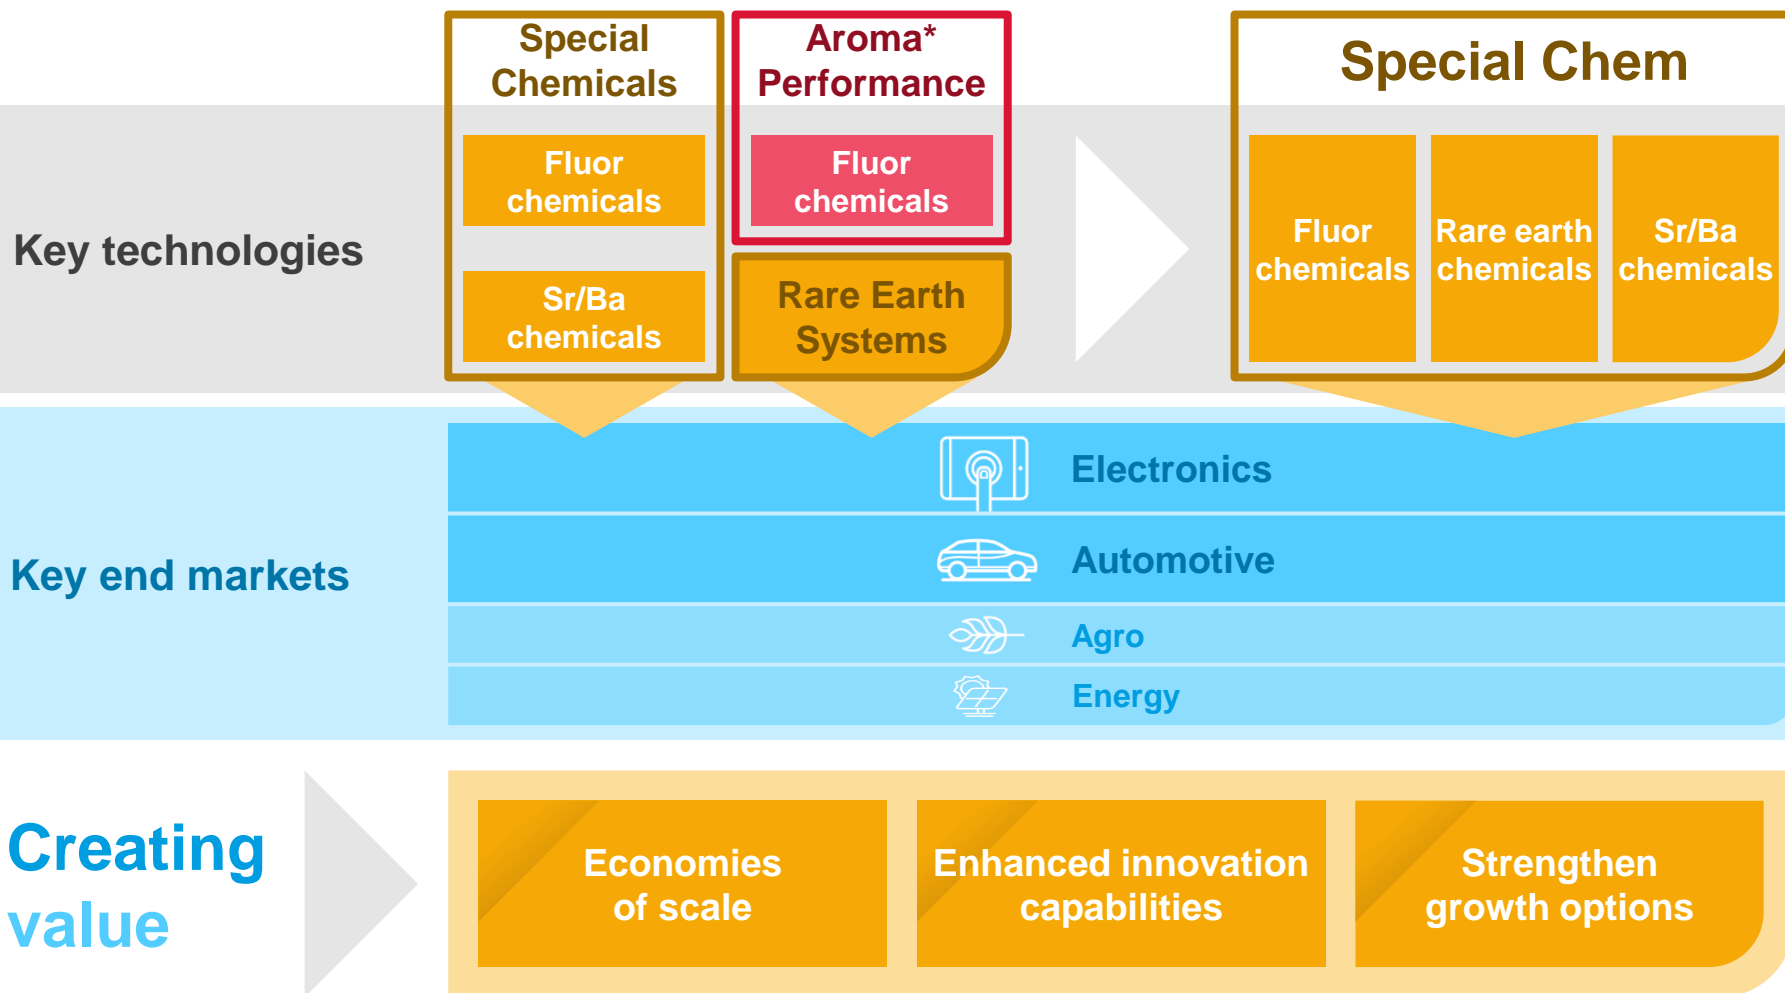 Special
Chemicals
Aroma*
Performance
Special Chem
Key technologies
Fluor
chemicals
Sr/Ba
chemicals
Fluor
chemicals
Rare Earth
Systems
Fluor
chemicals
Rare earth
chemicals
Sr/Ba
chemicals
Key end markets
Electronics
Automotive
Agro
Energy
Creating
value
Economies
of scale
Enhanced innovation
capabilities
Strengthen
growth options